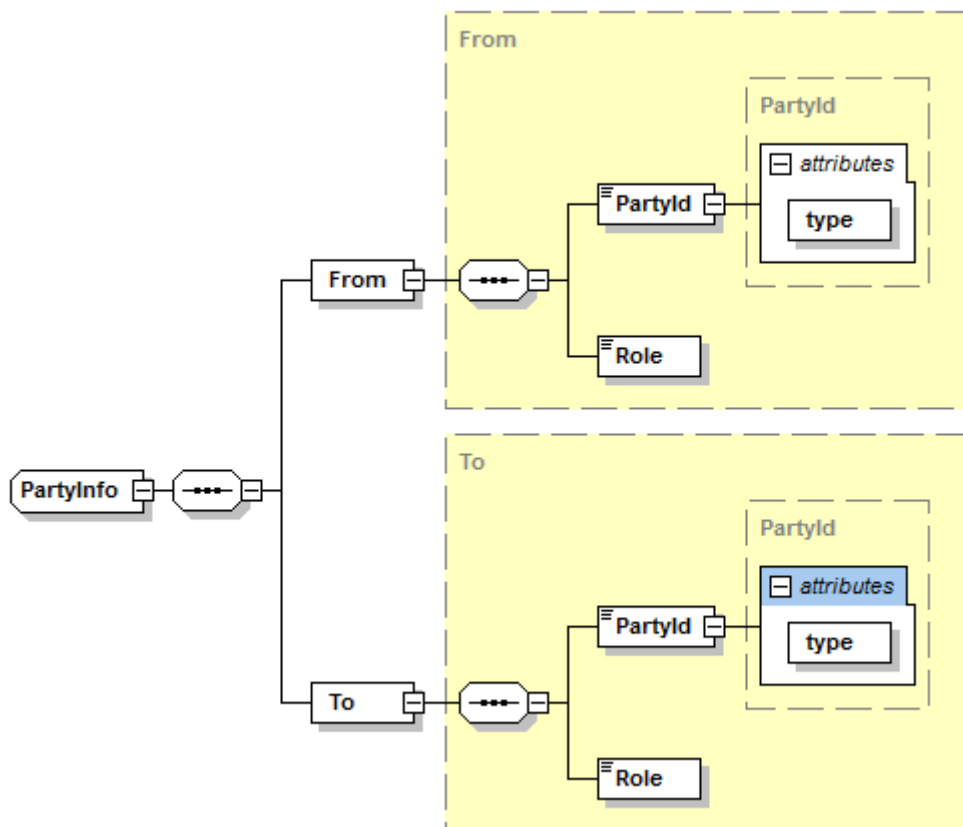 From
PartyId
attributes
PartyId
type
From
Role
PartyInfo
To
PartyId
attributes
PartyId
type
To
Role